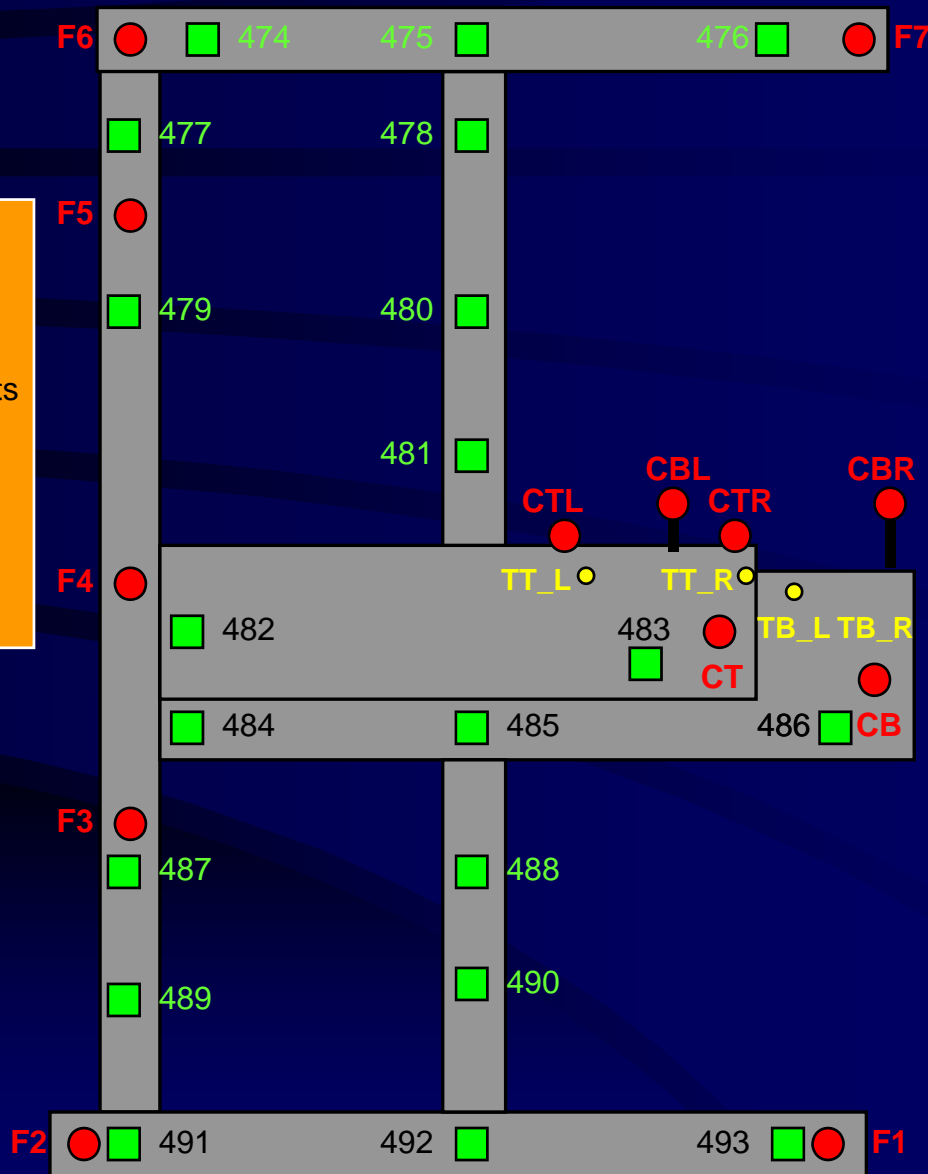 F6 474 475 476 F7
477 478
F5
479 480
ts
481
CBL CBR
CTL CTR
F4 TT_L TT_R
482 483 TB_L TB_R
CT
484 485 486 CB
F3
487 488
489 490
F2 491 492 493 F1